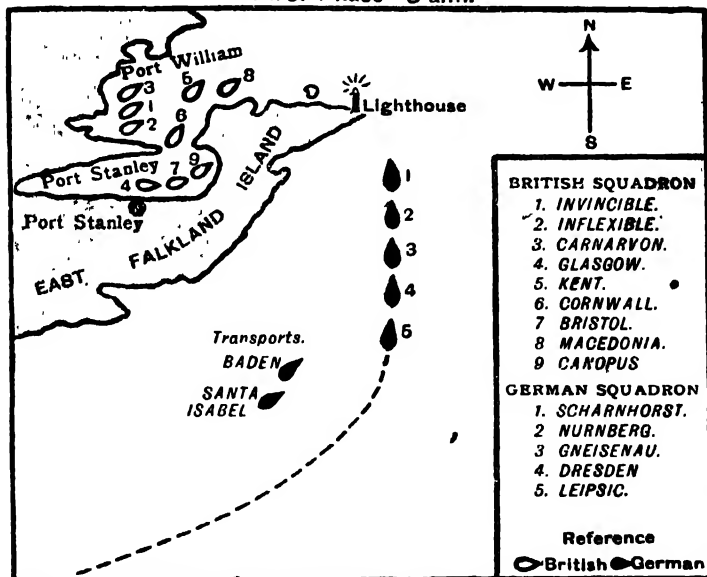 Port William
3
5
8
1
2
6
D
Lighthouse
Port Stanley
9
4
7
Port Stanley
EAST FALKLAND ISLAND
1
2
3
4
5
Transports.
BADEN
SANTA
ISABEL
N
W E
S
BRITISH SQUADRON
1. INVINCIBLE.
2. INFLEXIBLE.
3. CARNARVON.
4. GLASGOW.
5. KENT.
6. CORNWALL.
7 BRISTOL.
8 MACEDONIA.
9 CANOPUS
GERMAN SQUADRON
1. SCHARNHORST.
2 NURNBERG.
3 GNEISENAU.
4. DRESDEN
5. LEIPSIC.
Reference
British German